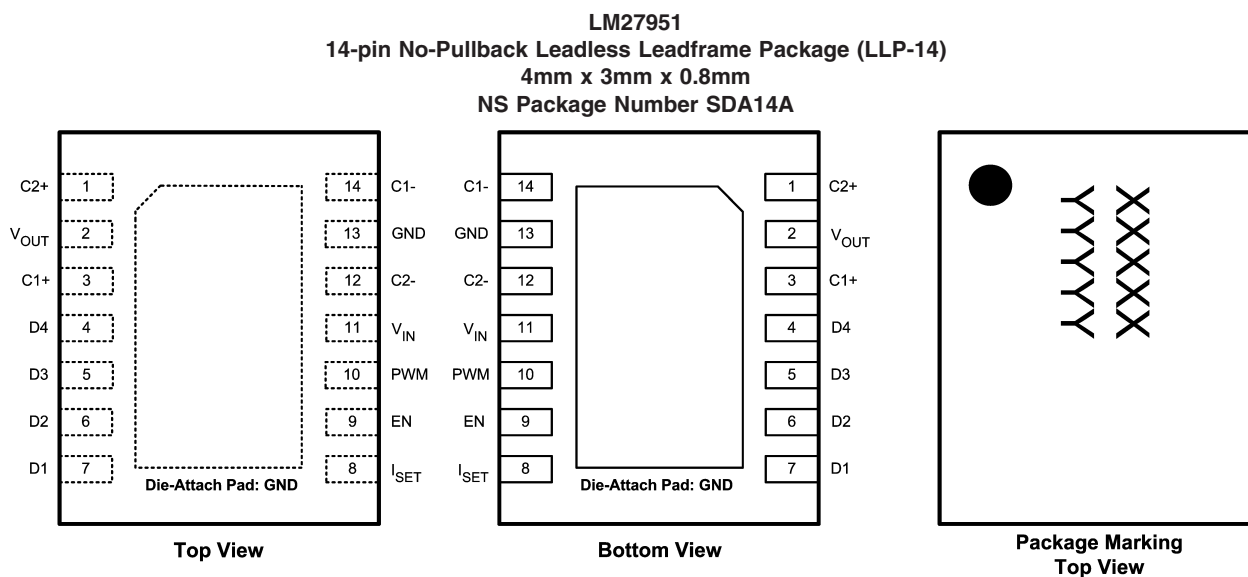 LM27951
14-pin No-Pullback Leadless Leadframe Package (LLP-14)
4mm x 3mm x 0.8mm
NS Package Number SDA14A
C2+ 1 14 C1-
VOUT 2 13 GND
C1+ 3 12 C2-
D4 4 11 VIN
D3 5 10 PWM
D2 6 9 EN
D1 7 8 ISET
Die-Attach Pad: GND
Top View
C1- 14 1 C2+
GND 13 2 VOUT
C2- 12 3 C1+
VIN 11 4 D4
PWM 10 5 D3
EN 9 6 D2
ISET 8 7 D1
Die-Attach Pad: GND
Bottom View
YYYYY
XXXXX
Package Marking
Top View